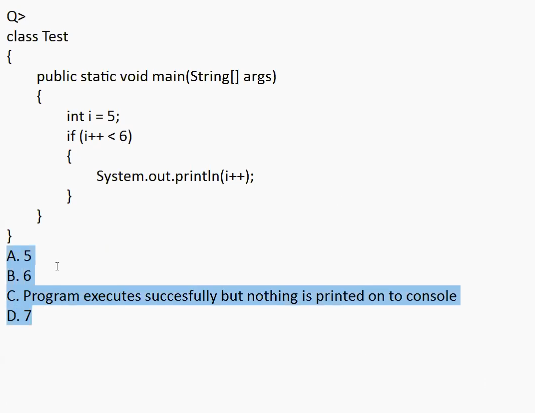 Q>
class Test
{
public static void main(String[] args)
{
int i = 5;
if (i++ < 6)
{
System.out.println(i++);
}
}
}
A. 5
B. 6
C. Program executes succesfully but nothing is printed on to console
D. 7